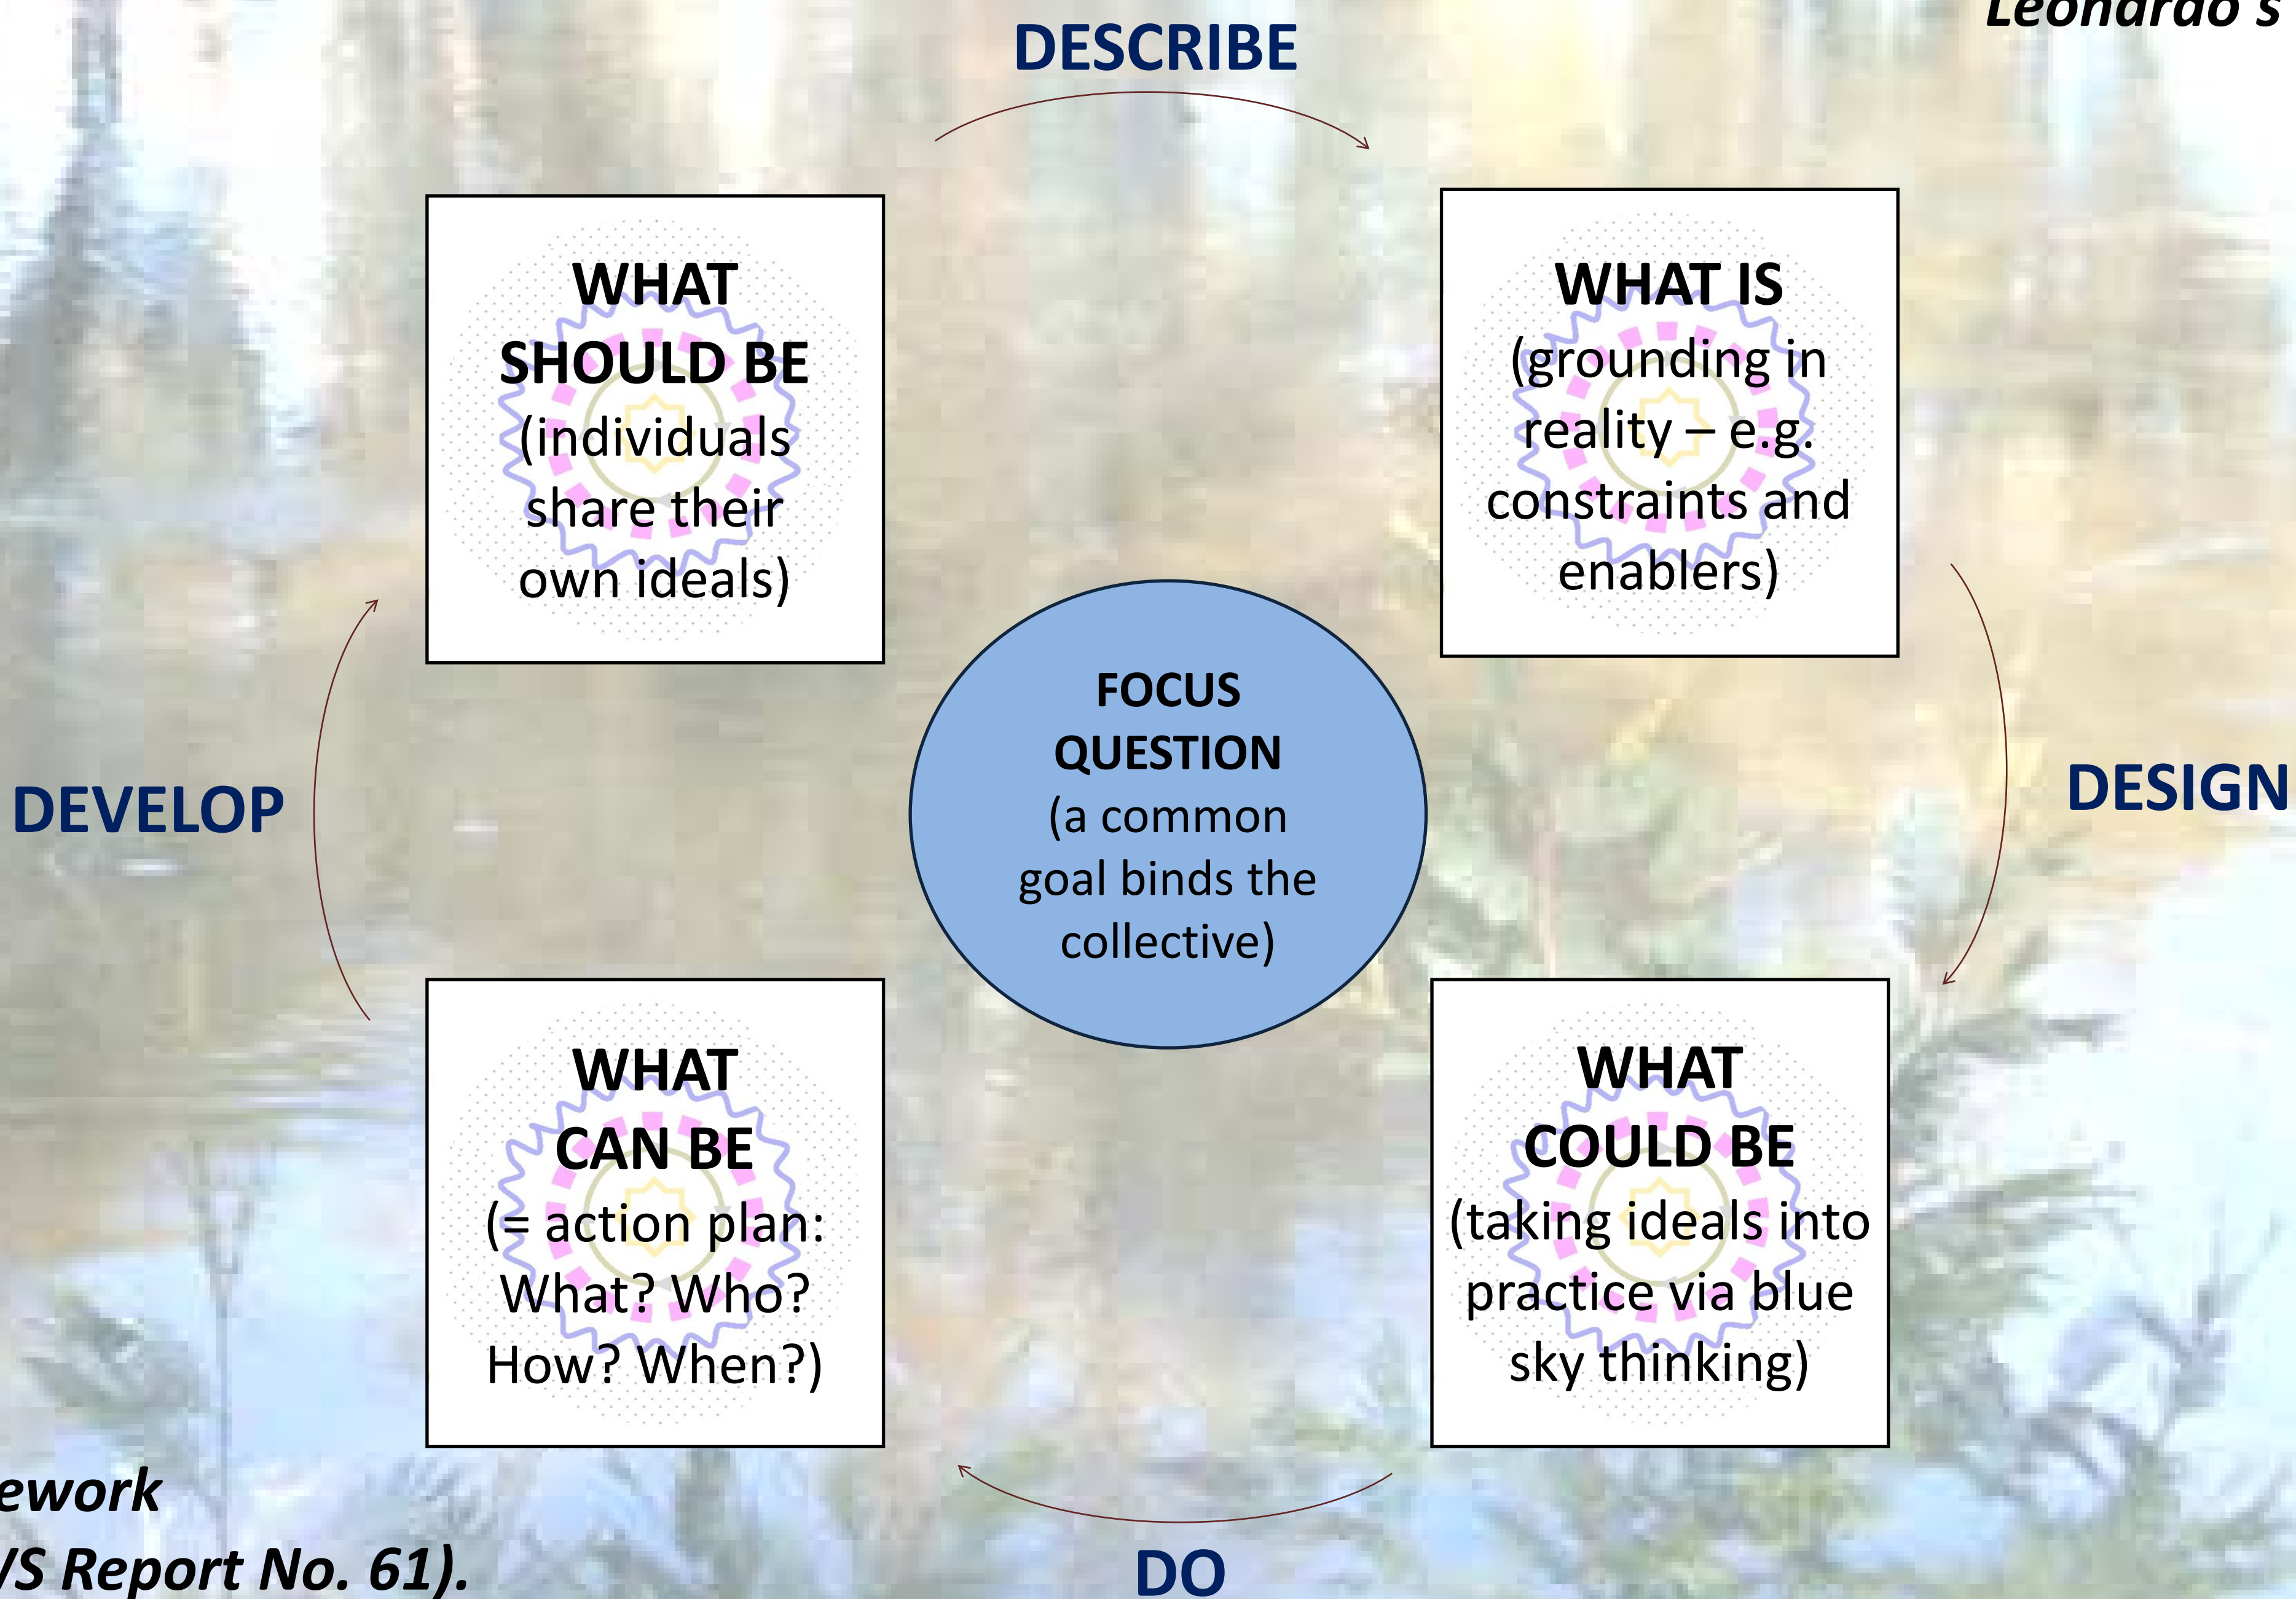 Leonardo's
DESCRIBE
WHAT
SHOULD BE
(individuals
share their
own ideals)
WHAT IS
(grounding in
reality – e.g.
constraints and
enablers)
FOCUS
QUESTION
(a common
goal binds the
collective)
DEVELOP
DESIGN
WHAT
CAN BE
(= action plan:
What? Who?
How? When?)
WHAT
COULD BE
(taking ideals into
practice via blue
sky thinking)
ework
VS Report No. 61).
DO